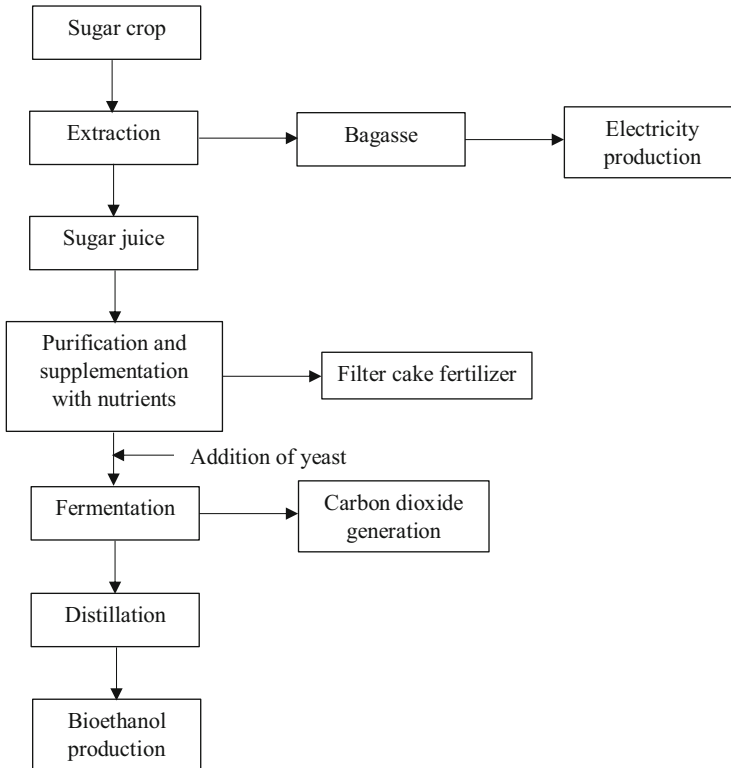 Sugar crop
Extraction
Bagasse
Electricity
production
Sugar juice
Purification and
supplementation
with nutrients
Filter cake fertilizer
Addition of yeast
Fermentation
Carbon dioxide
generation
Distillation
Bioethanol
production